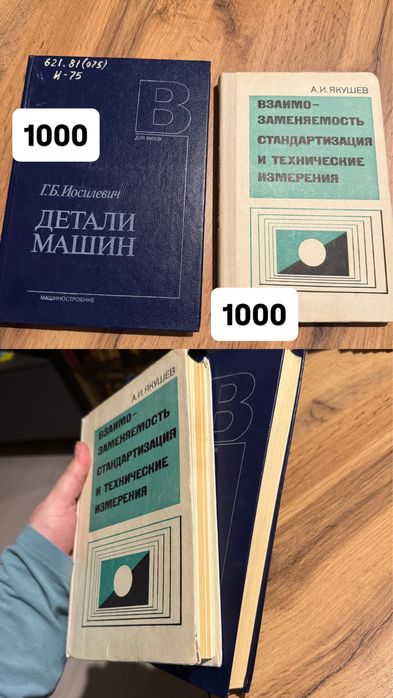 621.81(075)
И-75
В
ДЛЯ ВУЗОВ
1000
Г.Б. Иосилевич
ДЕТАЛИ
МАШИН
МАШИНОСТРОЕНИЕ
А.И. ЯКУШЕВ
ВЗАИМО-
ЗАМЕНЯЕМОСТЬ
СТАНДАРТИЗАЦИЯ
И ТЕХНИЧЕСКИЕ
ИЗМЕРЕНИЯ
1000
А.И. ЯКУШЕВ
ВЗАИМО-
ЗАМЕНЯЕМОСТЬ
СТАНДАРТИЗАЦИЯ
И ТЕХНИЧЕСКИЕ
ИЗМЕРЕНИЯ
В